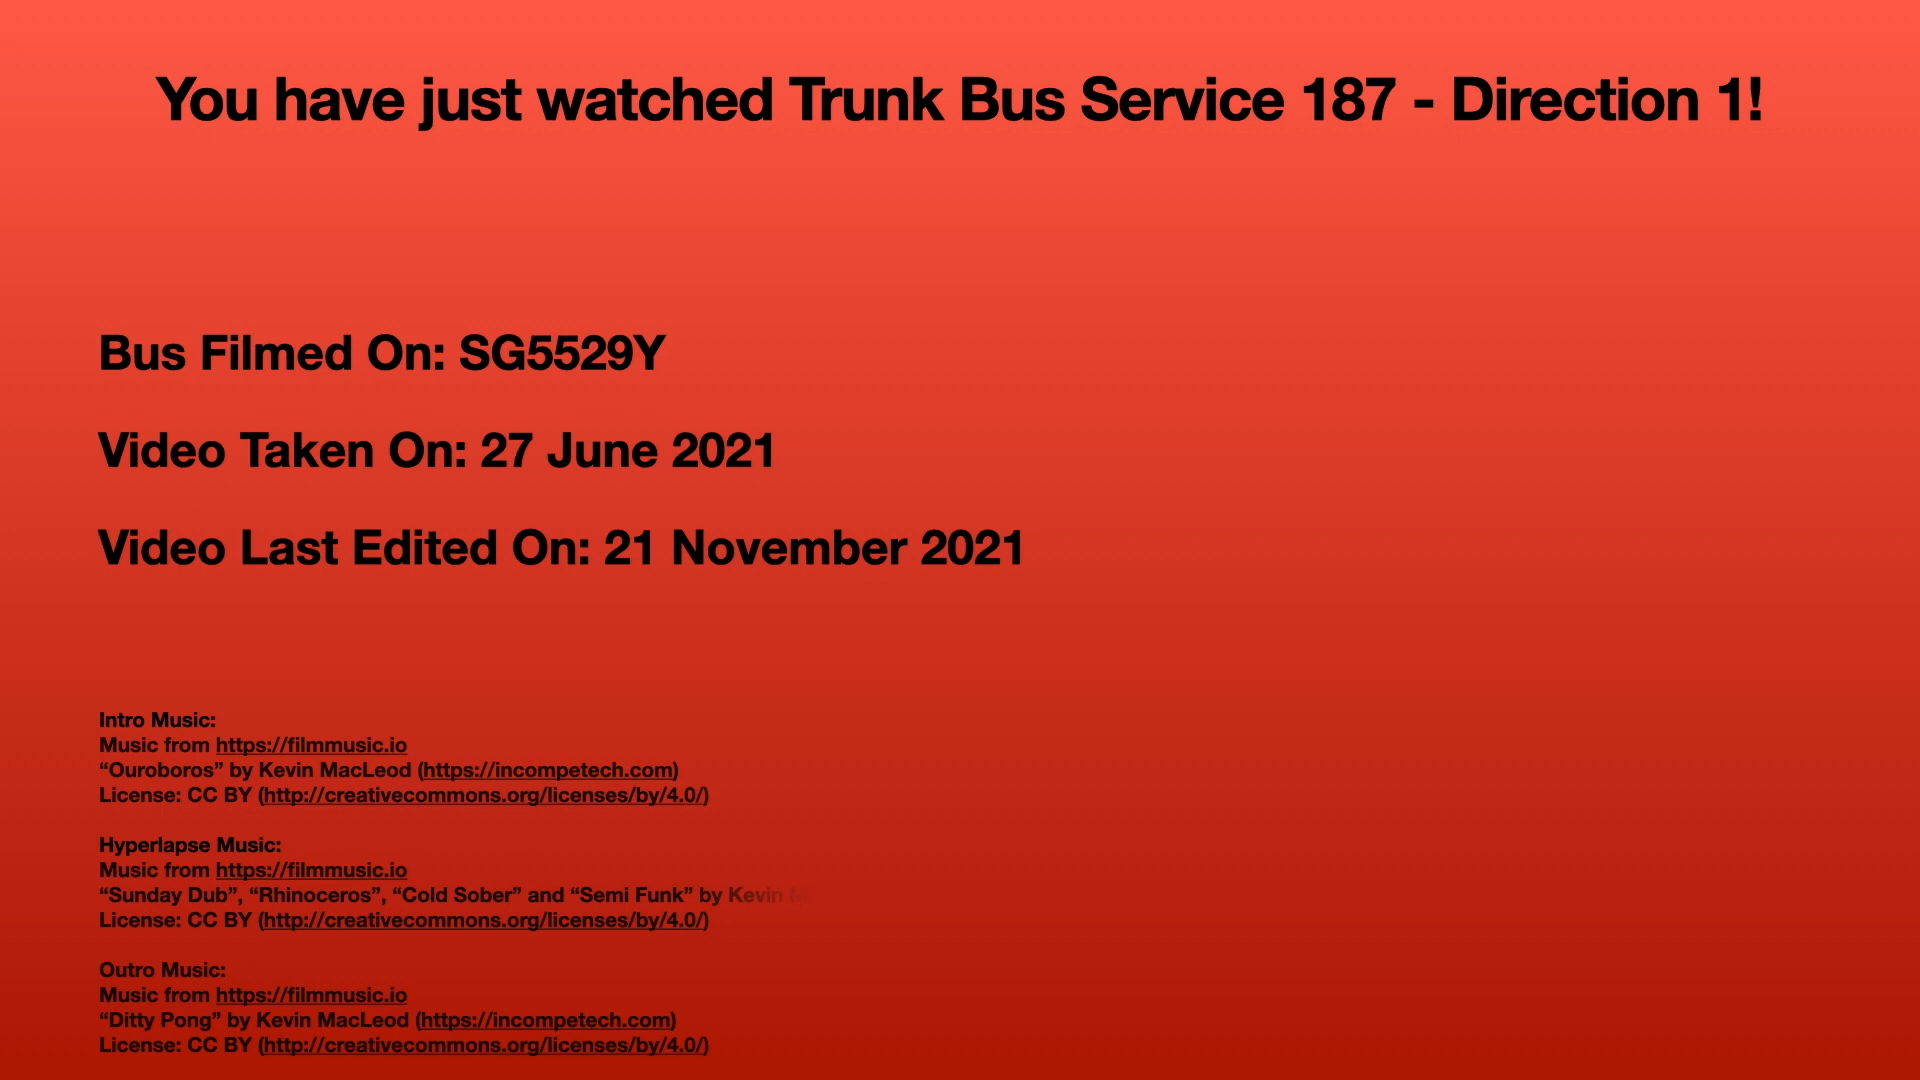 You have just watched Trunk Bus Service 187 - Direction 1!
Bus Filmed On: SG5529Y
Video Taken On: 27 June 2021
Video Last Edited On: 21 November 2021
Intro Music:
Music from https://filmmusic.io
“Ouroboros” by Kevin MacLeod (https://incompetech.com)
License: CC BY (http://creativecommons.org/licenses/by/4.0/)
Hyperlapse Music:
Music from https://filmmusic.io
“Sunday Dub”, “Rhinoceros”, “Cold Sober” and “Semi Funk” by Kevin
License: CC BY (http://creativecommons.org/licenses/by/4.0/)
Outro Music:
Music from https://filmmusic.io
“Ditty Pong” by Kevin MacLeod (https://incompetech.com)
License: CC BY (http://creativecommons.org/licenses/by/4.0/)